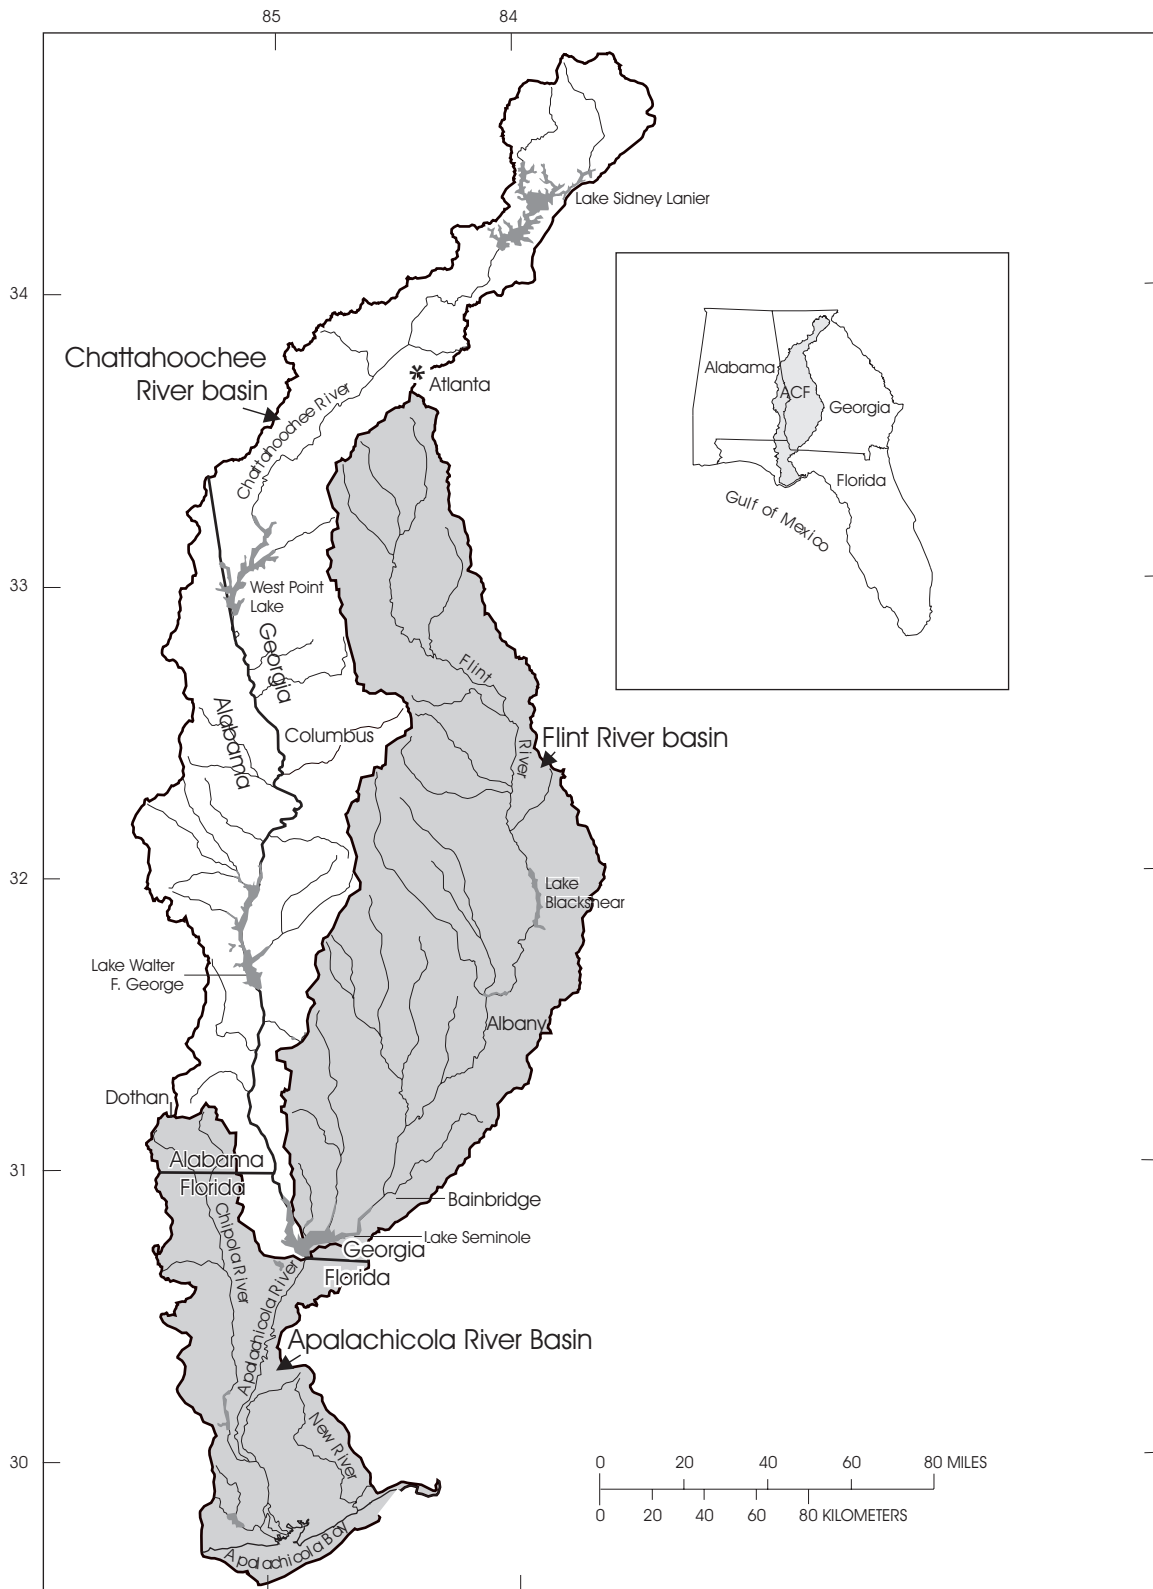 85
84
Lake Sidney Lanier
34
Chattahoochee
River basin
Atlanta
Chattahoochee River
Alabama
ACF
Georgia
Florida
Gulf of Mexico
33
West Point
Lake
Georgia
Flint
River
Alabama
Columbus
Flint River basin
32
Lake
Blackshear
Lake Walter
F. George
Albany
Dothan
31
Alabama
Florida
Bainbridge
Lake Seminole
Georgia
Florida
Chipola River
Apalachicola River
Apalachicola River Basin
New River
30
0 20 40 60 80 MILES
0 20 40 60 80 KILOMETERS
Apalachicola Bay